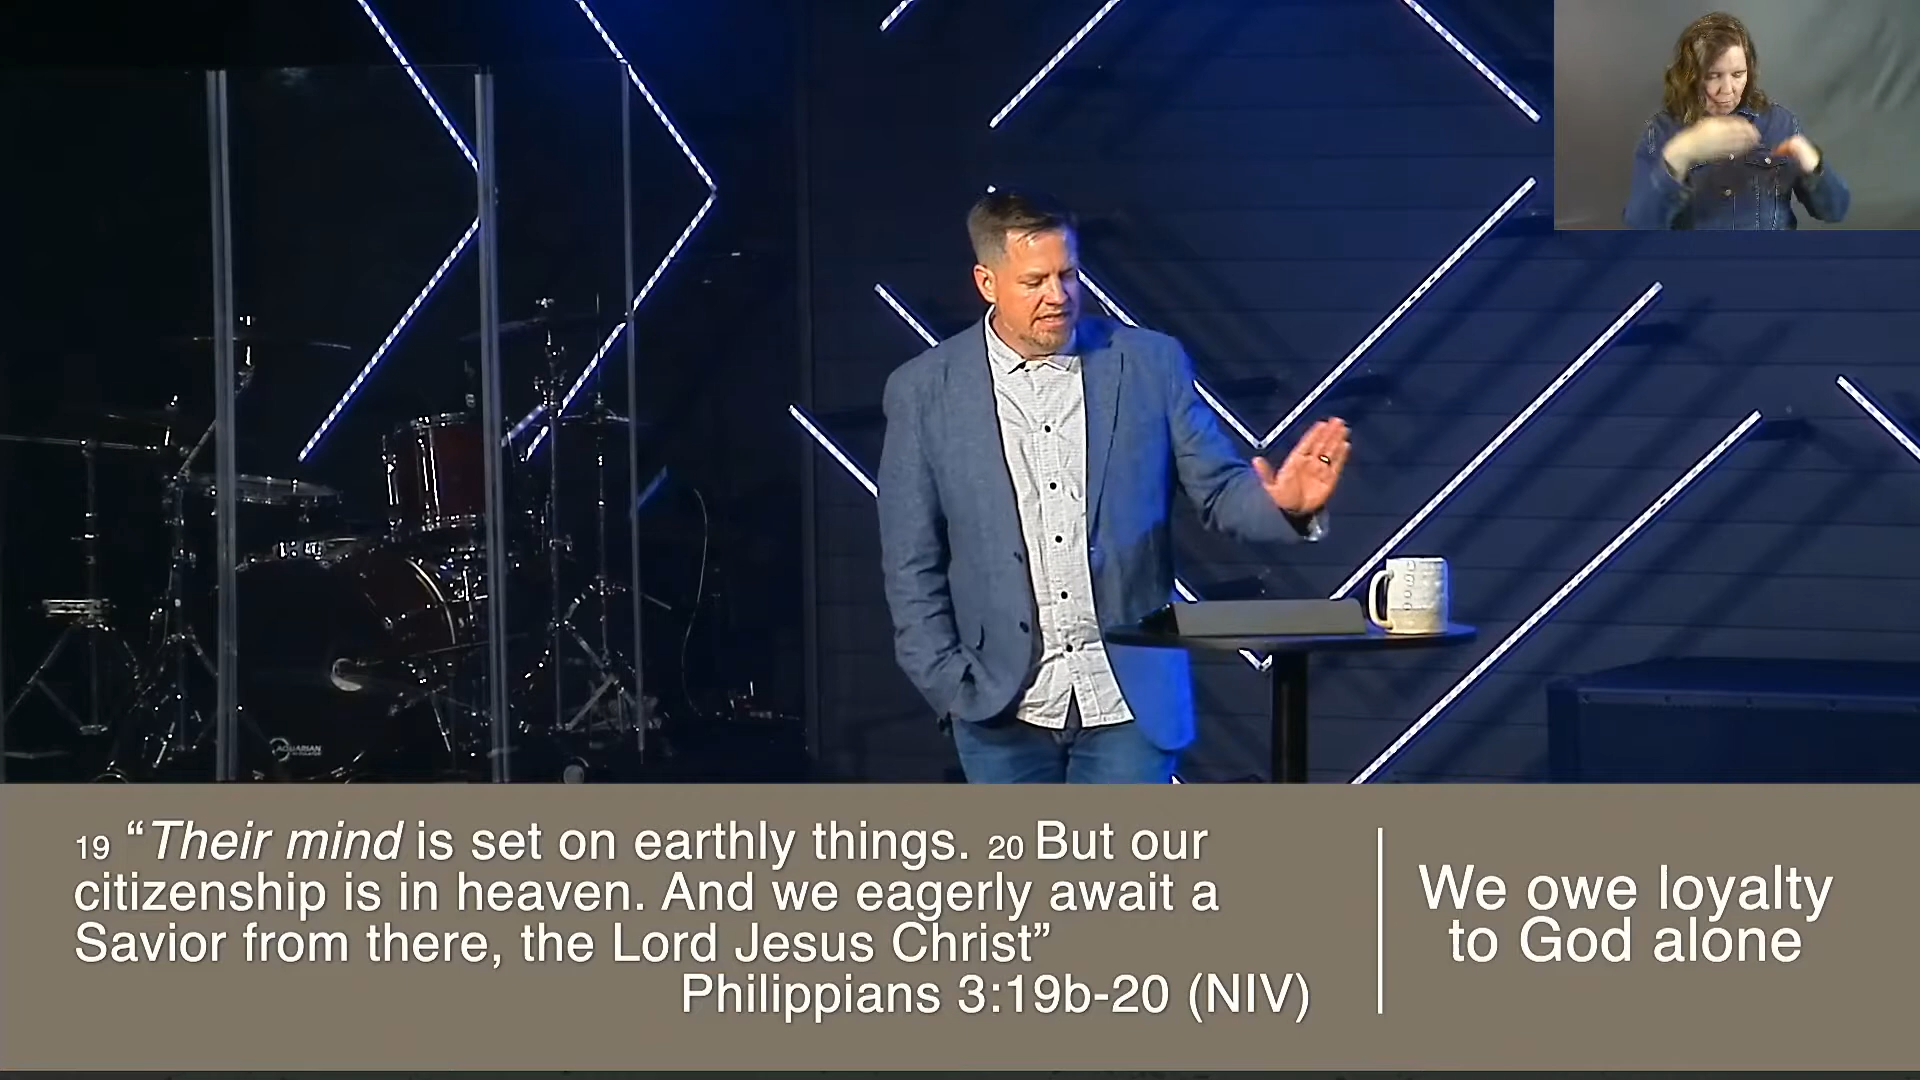 19 “Their mind is set on earthly things. 20 But our
citizenship is in heaven. And we eagerly await a
Savior from there, the Lord Jesus Christ”
Philippians 3:19b-20 (NIV)
We owe loyalty
to God alone
AQUARIAN